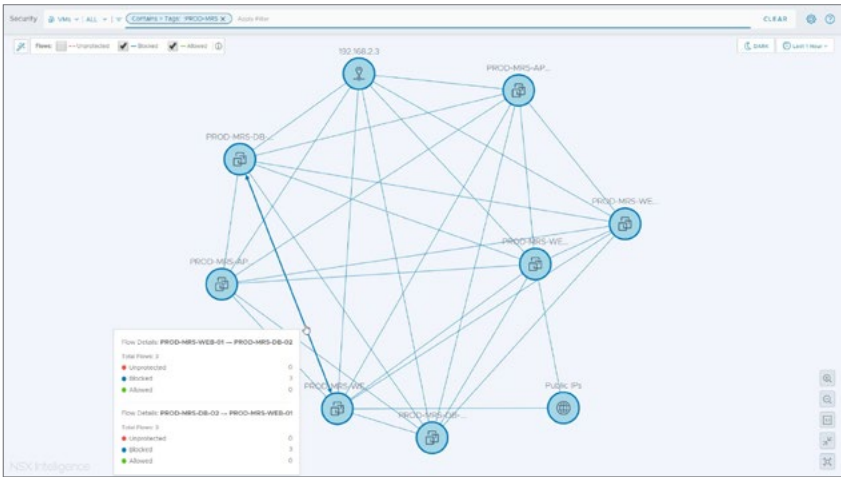 Security VMs ALL Contains > Tags: PROD-MRS X Apply Filter CLEAR
Flows: Unprotected Blocked Allowed DARK Last 1 Hour
192.168.2.3
PROD-MRS-AP...
PROD-MRS-DB-...
PROD-MRS-WE...
PROD-MRS-WE...
PROD-MRS-AP...
Flow Details: PROD-MRS-WEB-01 — PROD-MRS-DB-02
Total Flows: 3
Unprotected 0
Blocked 3
Allowed 0
PROD-MRS-WE...
Public IPs
PROD-MRS-DB-...
Flow Details: PROD-MRS-DB-02 → PROD-MRS-WEB-01
Total Flows: 3
Unprotected 0
Blocked 3
Allowed 0
NSX Intelligence